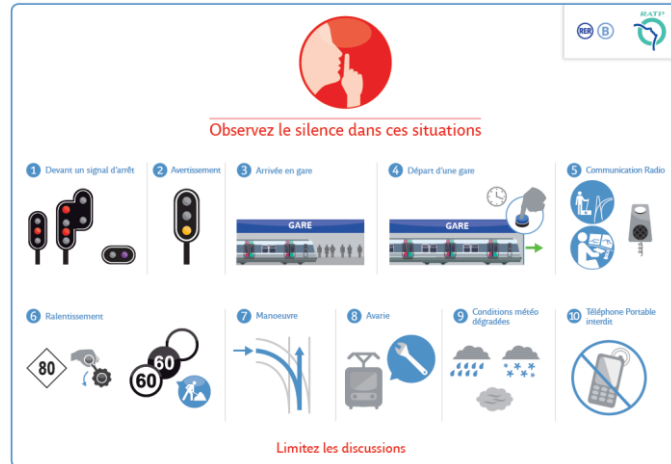 RATP
RER B
Observez le silence dans ces situations
1 Devant un signal d'arrêt
2 Avertissement
3 Arrivée en gare
4 Départ d'une gare
5 Communication Radio
GARE
GARE
6 Ralentissement
7 Manoeuvre
8 Avarie
9 Conditions météo
dégradées
10 Téléphone Portable
interdit
80
60
60
Limitez les discussions